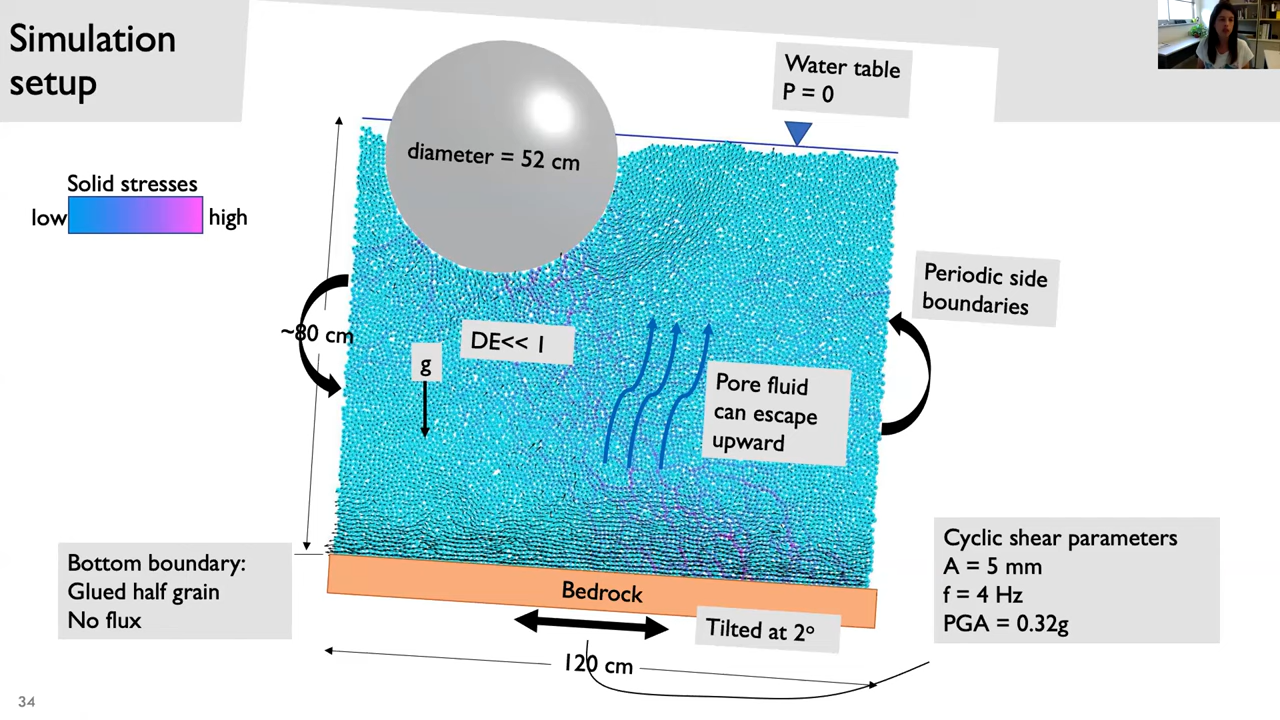 Simulation
setup
Water table
P = 0
diameter = 52 cm
Solid stresses
low
high
Periodic side
boundaries
~80 cm
DE<< 1
g
Pore fluid
can escape
upward
Bottom boundary:
Glued half grain
No flux
Bedrock
Cyclic shear parameters
A = 5 mm
f = 4 Hz
PGA = 0.32g
Tilted at 2°
120 cm
34